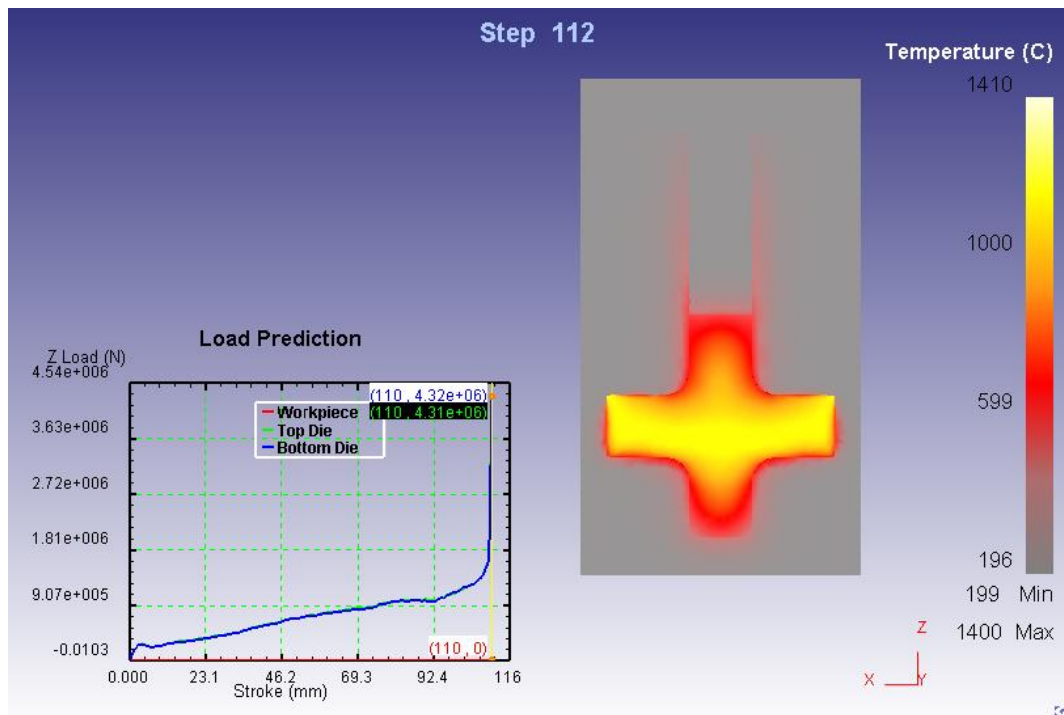 Step 112
Temperature (C)
1410
1000
599
196
199 Min
1400 Max
Load Prediction
Z Load (N)
4.54e+006
3.63e+006
2.72e+006
1.81e+006
9.07e+005
-0.0103
(110 , 4.32e+06)
(110 , 4.31e+06)
Workpiece
Top Die
Bottom Die
(110 , 0)
0.000 23.1 46.2 69.3 92.4 116
Stroke (mm)
Z
X Y